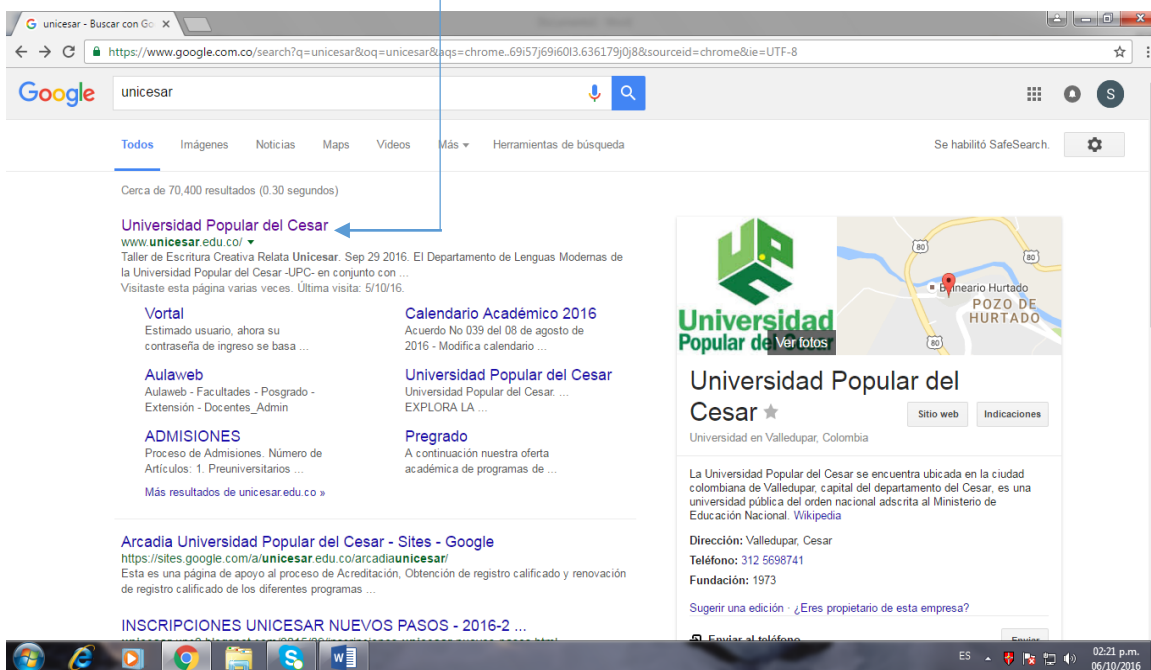 unicesar - Buscar con Go
https://www.google.com.co/search?q=unicesar&oq=unicesar&aqs=chrome..69i57j69i60l3.636179j0j8&sourceid=chrome&ie=UTF-8
Google
unicesar
S
Todos Imágenes Noticias Maps Videos Más Herramientas de búsqueda
Se habilitó SafeSearch.
Cerca de 70,400 resultados (0.30 segundos)
Universidad Popular del Cesar
www.unicesar.edu.co/
Taller de Escritura Creativa Relata Unicesar. Sep 29 2016. El Departamento de Lenguas Modernas de
la Universidad Popular del Cesar -UPC- en conjunto con ...
Visitaste esta página varias veces. Última visita: 5/10/16.
Vortal
Estimado usuario, ahora su
contraseña de ingreso se basa ...
Calendario Académico 2016
Acuerdo No 039 del 08 de agosto de
2016 - Modifica calendario ...
Aulaweb
Aulaweb - Facultades - Posgrado -
Extensión - Docentes_Admin
Universidad Popular del Cesar
Universidad Popular del Cesar. ...
EXPLORA LA ...
ADMISIONES
Proceso de Admisiones. Número de
Artículos: 1. Preuniversitarios ...
Pregrado
A continuación nuestra oferta
académica de programas de ...
Más resultados de unicesar.edu.co »
Arcadia Universidad Popular del Cesar - Sites - Google
https://sites.google.com/a/unicesar.edu.co/arcadiaunicesar/
Esta es una página de apoyo al proceso de Acreditación, Obtención de registro calificado y renovación
de registro calificado de los diferentes programas ...
INSCRIPCIONES UNICESAR NUEVOS PASOS - 2016-2 ...
UPC
Universidad
Popular del Cesar
Ver fotos
80
80
Balneario Hurtado
POZO DE
HURTADO
80
Universidad Popular del
Cesar
Sitio web Indicaciones
Universidad en Valledupar, Colombia
La Universidad Popular del Cesar se encuentra ubicada en la ciudad
colombiana de Valledupar, capital del departamento del Cesar, es una
universidad pública del orden nacional adscrita al Ministerio de
Educación Nacional. Wikipedia
Dirección: Valledupar, Cesar
Teléfono: 312 5698741
Fundación: 1973
Sugerir una edición · ¿Eres propietario de esta empresa?
Enviar al teléfono
Enviar
ES
02:21 p.m.
06/10/2016